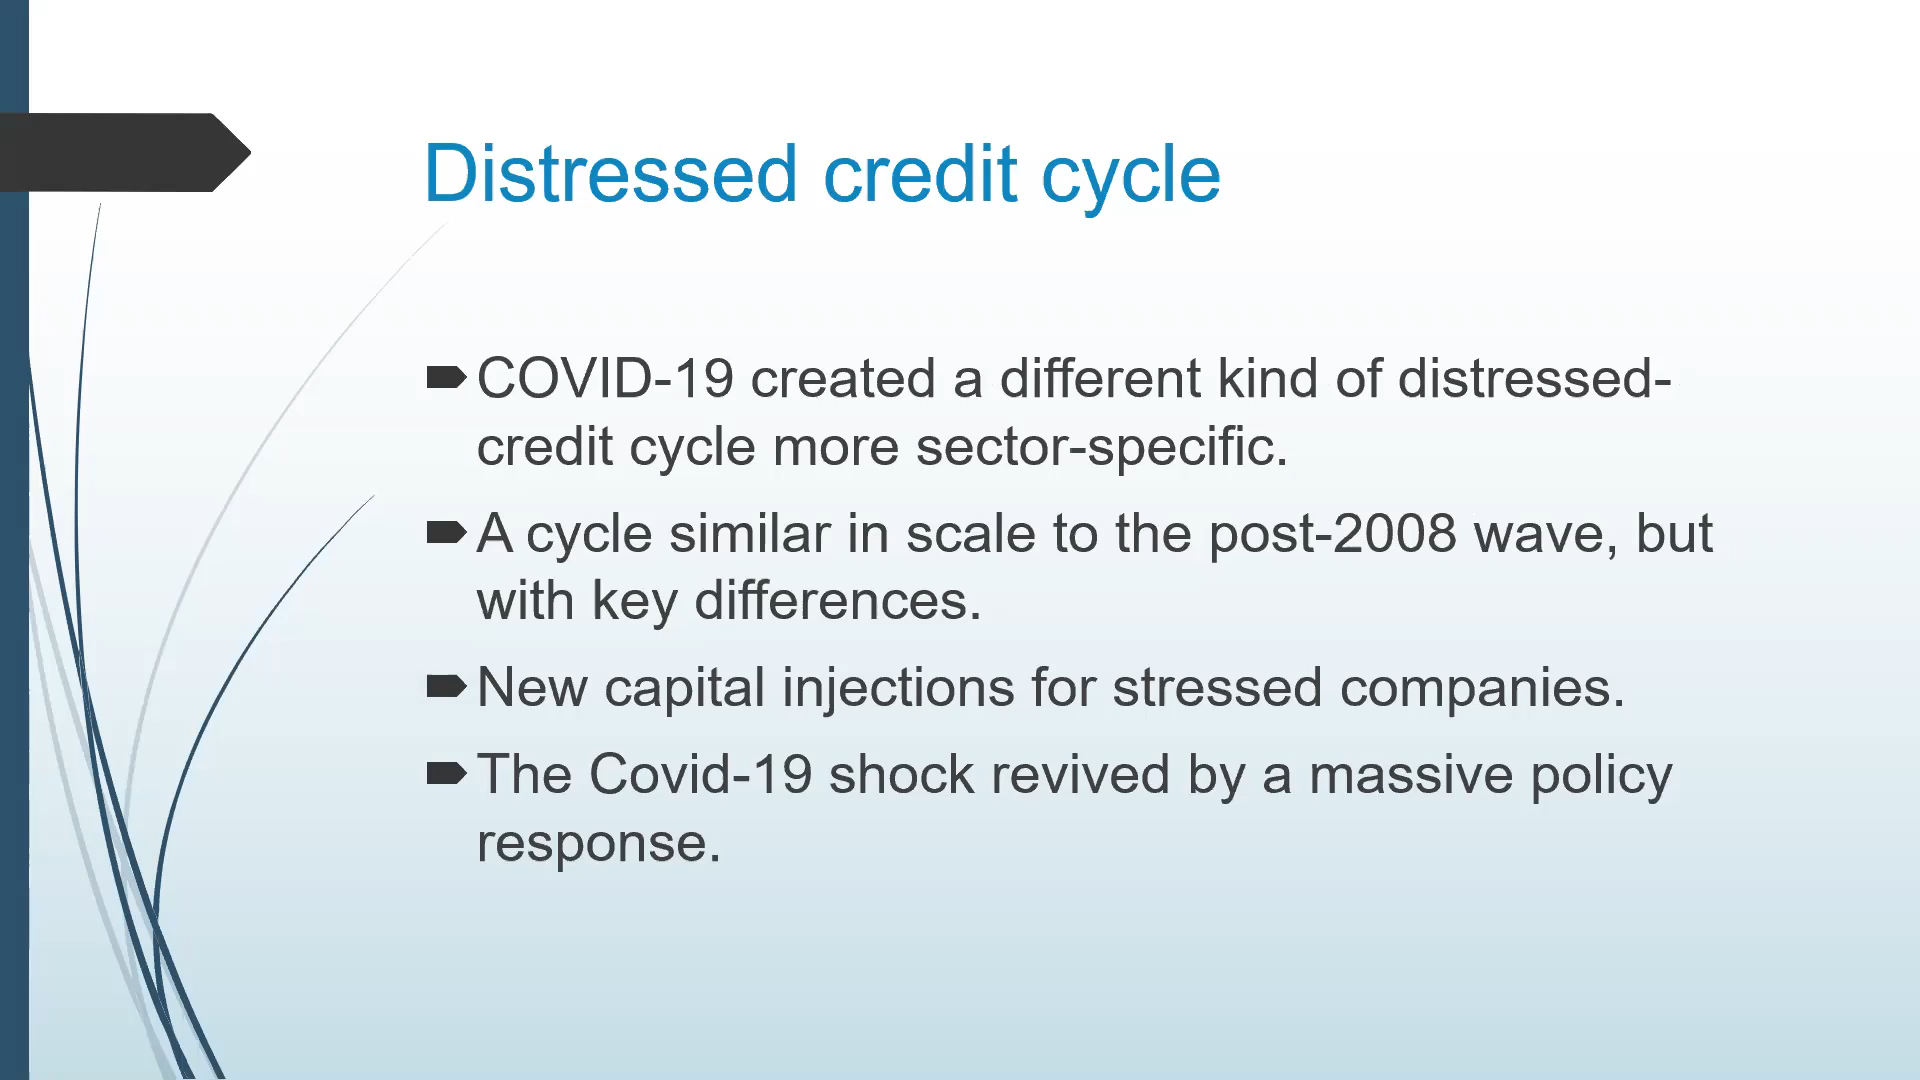 Distressed credit cycle
COVID-19 created a different kind of distressed-
credit cycle more sector-specific.
A cycle similar in scale to the post-2008 wave, but
with key differences.
New capital injections for stressed companies.
The Covid-19 shock revived by a massive policy
response.